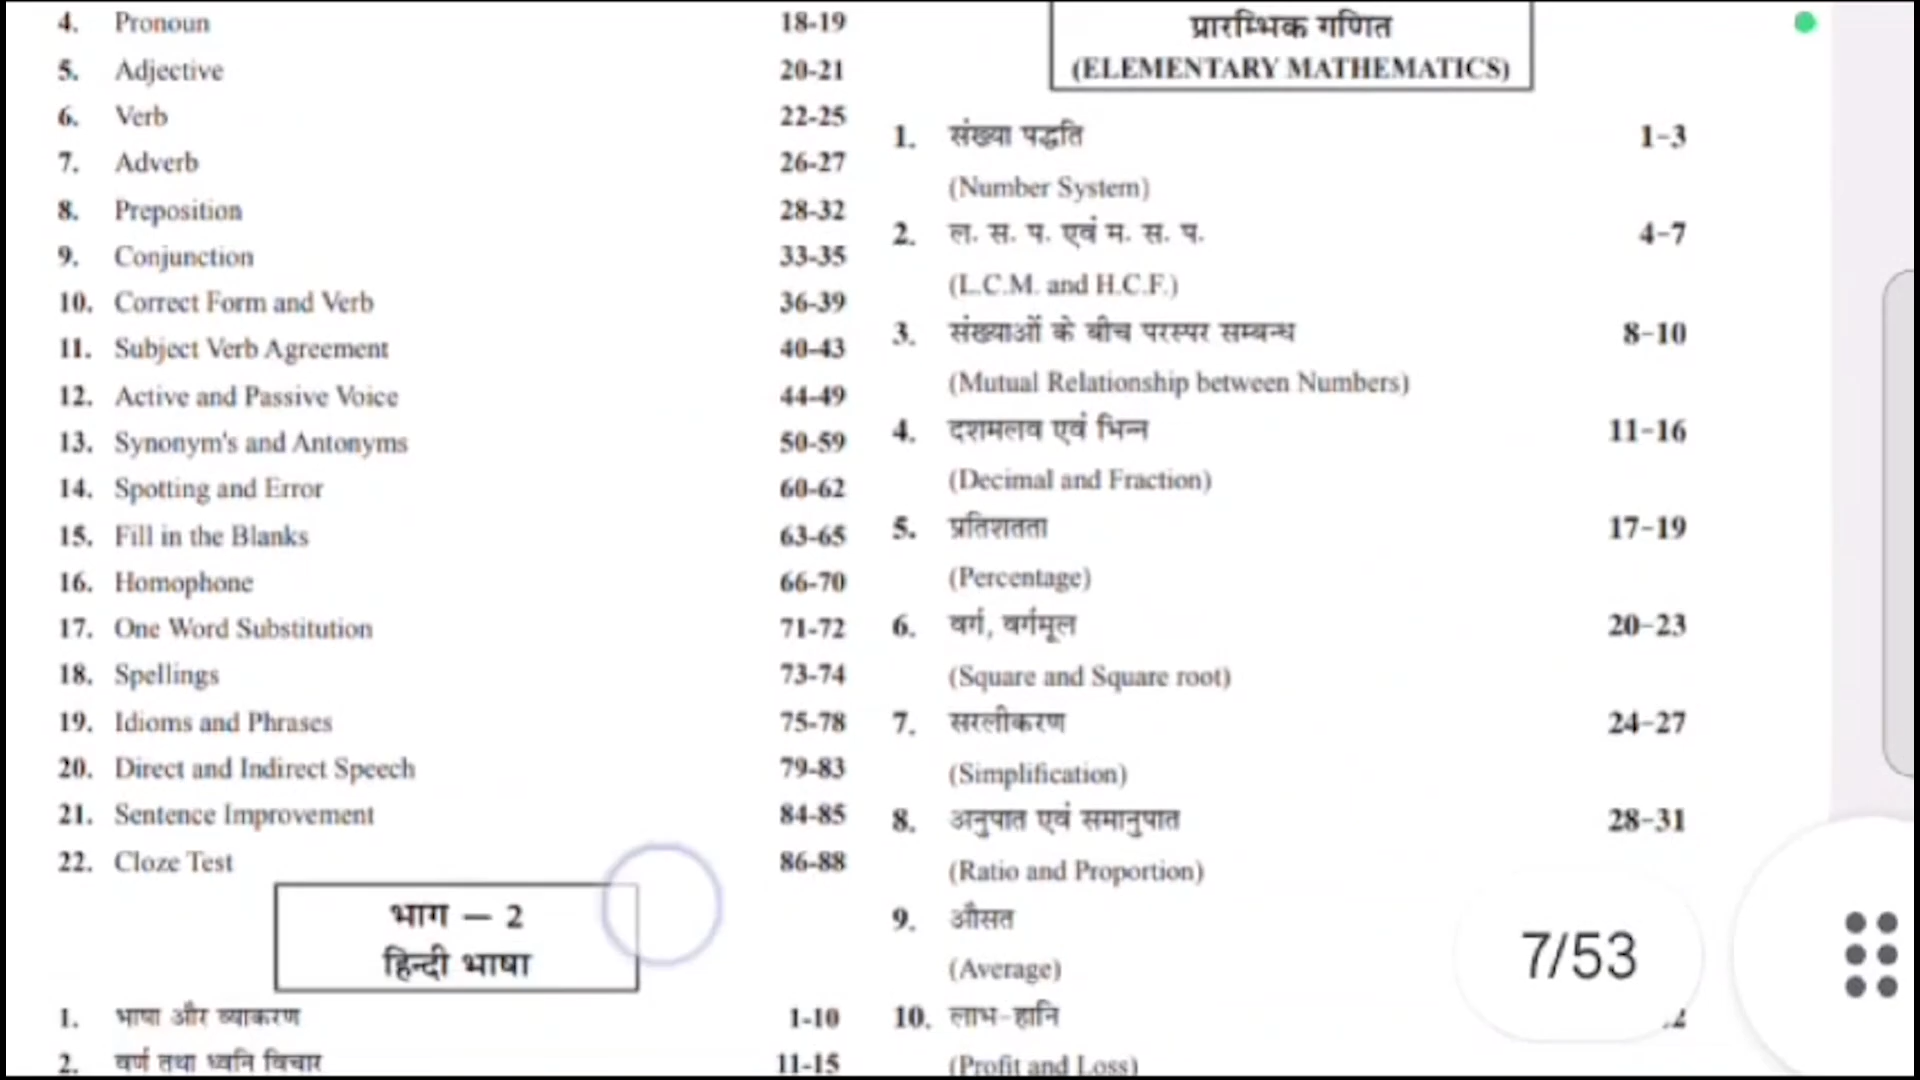 4. Pronoun 18-19
5. Adjective 20-21
6. Verb 22-25
7. Adverb 26-27
8. Preposition 28-32
9. Conjunction 33-35
10. Correct Form and Verb 36-39
11. Subject Verb Agreement 40-43
12. Active and Passive Voice 44-49
13. Synonym's and Antonyms 50-59
14. Spotting and Error 60-62
15. Fill in the Blanks 63-65
16. Homophone 66-70
17. One Word Substitution 71-72
18. Spellings 73-74
19. Idioms and Phrases 75-78
20. Direct and Indirect Speech 79-83
21. Sentence Improvement 84-85
22. Cloze Test 86-88
भाग – 2
हिन्दी भाषा
1. भाषा और व्याकरण 1-10
2. वर्ण तथा ध्वनि विचार 11-15
प्रारम्भिक गणित
(ELEMENTARY MATHEMATICS)
1. संख्या पद्धति 1-3
(Number System)
2. ल. स. प. एवं म. स. प. 4-7
(L.C.M. and H.C.F.)
3. संख्याओं के बीच परस्पर सम्बन्ध 8-10
(Mutual Relationship between Numbers)
4. दशमलव एवं भिन्न 11-16
(Decimal and Fraction)
5. प्रतिशतता 17-19
(Percentage)
6. वर्ग, वर्गमूल 20-23
(Square and Square root)
7. सरलीकरण 24-27
(Simplification)
8. अनुपात एवं समानुपात 28-31
(Ratio and Proportion)
9. औसत
(Average)
10. लाभ-हानि
(Profit and Loss)
7/53